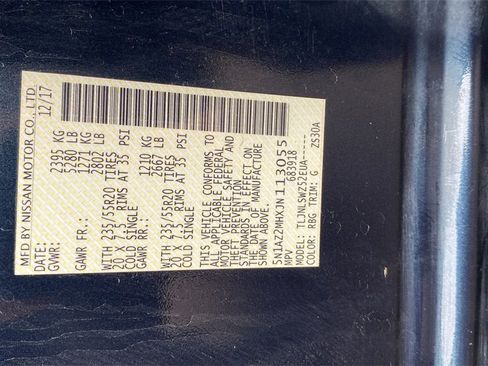 MFD BY NISSAN MOTOR CO., LTD.
DATE: 12/17
GVWR: 2395 KG
5280 LB
GAWR FR.: 1271 KG
2802 LB
WITH 235/55R20 TIRES
20 X 7.5 RIMS AT 35 PSI
COLD SINGLE
GAWR RR.: 1210 KG
2667 LB
WITH 235/55R20 TIRES
20 X 7.5 RIMS AT 35 PSI
COLD SINGLE
THIS VEHICLE CONFORMS TO
ALL APPLICABLE FEDERAL
MOTOR VEHICLE SAFETY AND
THEFT PREVENTION
STANDARDS IN EFFECT ON
THE DATE OF MANUFACTURE
SHOWN ABOVE.
5N1AZ2MHXJN113055
MPV 683918
MODEL: TLJNLSWZ52EUA-----
COLOR: RBG TRIM: G ZS30A